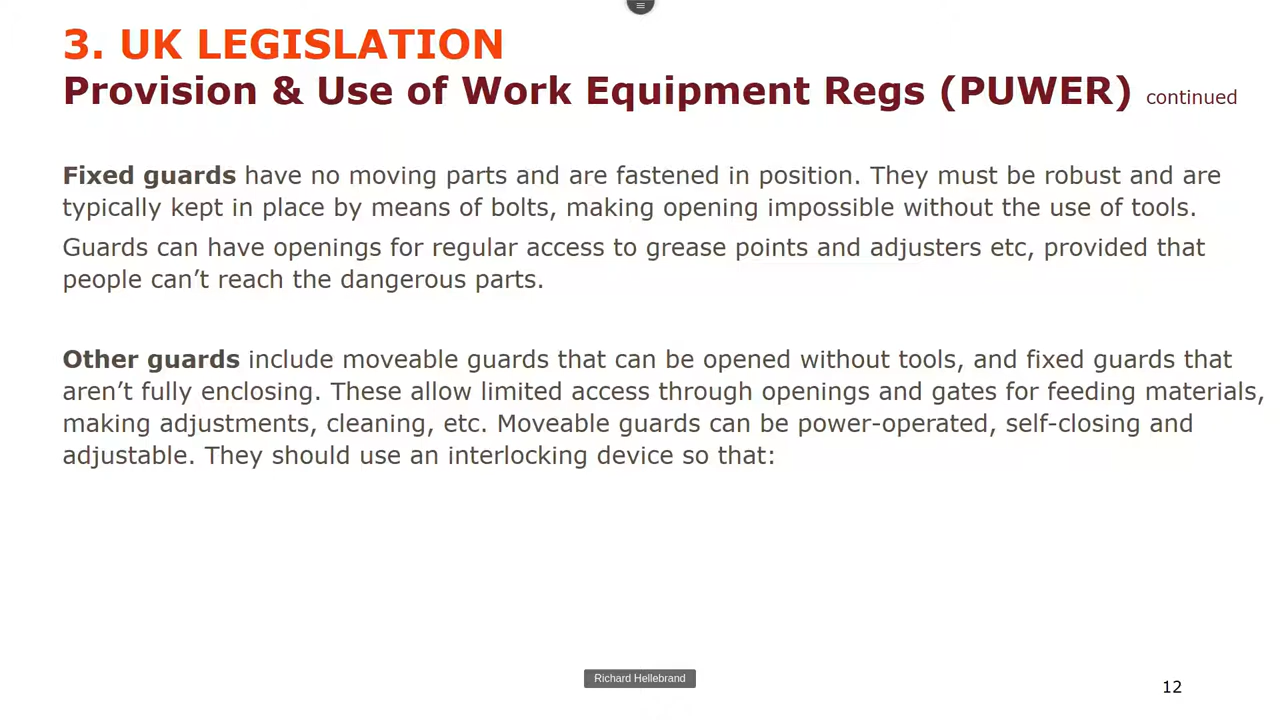 3. UK LEGISLATION
Provision & Use of Work Equipment Regs (PUWER) continued
Fixed guards have no moving parts and are fastened in position. They must be robust and are
typically kept in place by means of bolts, making opening impossible without the use of tools.
Guards can have openings for regular access to grease points and adjusters etc, provided that
people can’t reach the dangerous parts.
Other guards include moveable guards that can be opened without tools, and fixed guards that
aren’t fully enclosing. These allow limited access through openings and gates for feeding materials,
making adjustments, cleaning, etc. Moveable guards can be power-operated, self-closing and
adjustable. They should use an interlocking device so that:
Richard Hellebrand
12